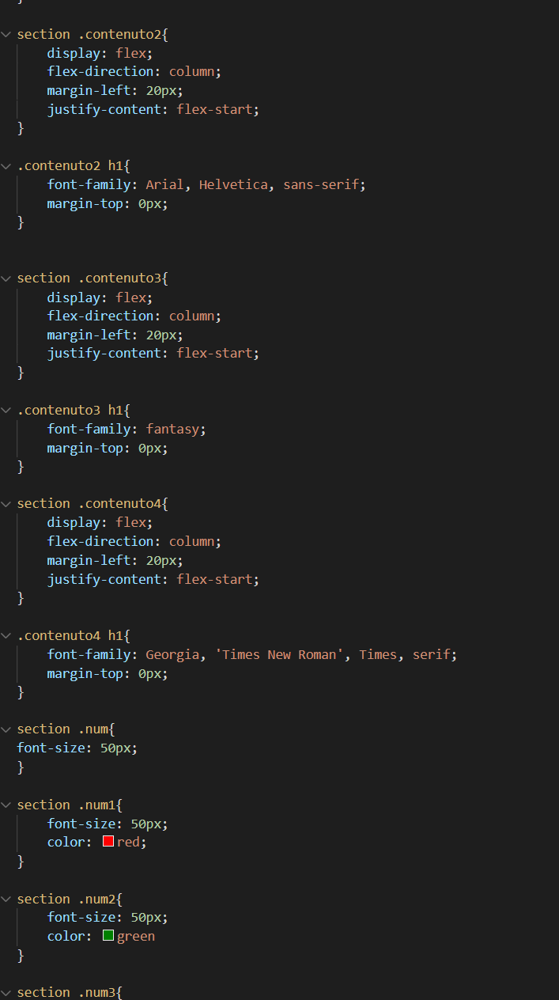 }
section .contenuto2{
display: flex;
flex-direction: column;
margin-left: 20px;
justify-content: flex-start;
}
.contenuto2 h1{
font-family: Arial, Helvetica, sans-serif;
margin-top: 0px;
}
section .contenuto3{
display: flex;
flex-direction: column;
margin-left: 20px;
justify-content: flex-start;
}
.contenuto3 h1{
font-family: fantasy;
margin-top: 0px;
}
section .contenuto4{
display: flex;
flex-direction: column;
margin-left: 20px;
justify-content: flex-start;
}
.contenuto4 h1{
font-family: Georgia, 'Times New Roman', Times, serif;
margin-top: 0px;
}
section .num{
font-size: 50px;
}
section .num1{
font-size: 50px;
color: red;
}
section .num2{
font-size: 50px;
color: green
}
section .num3{